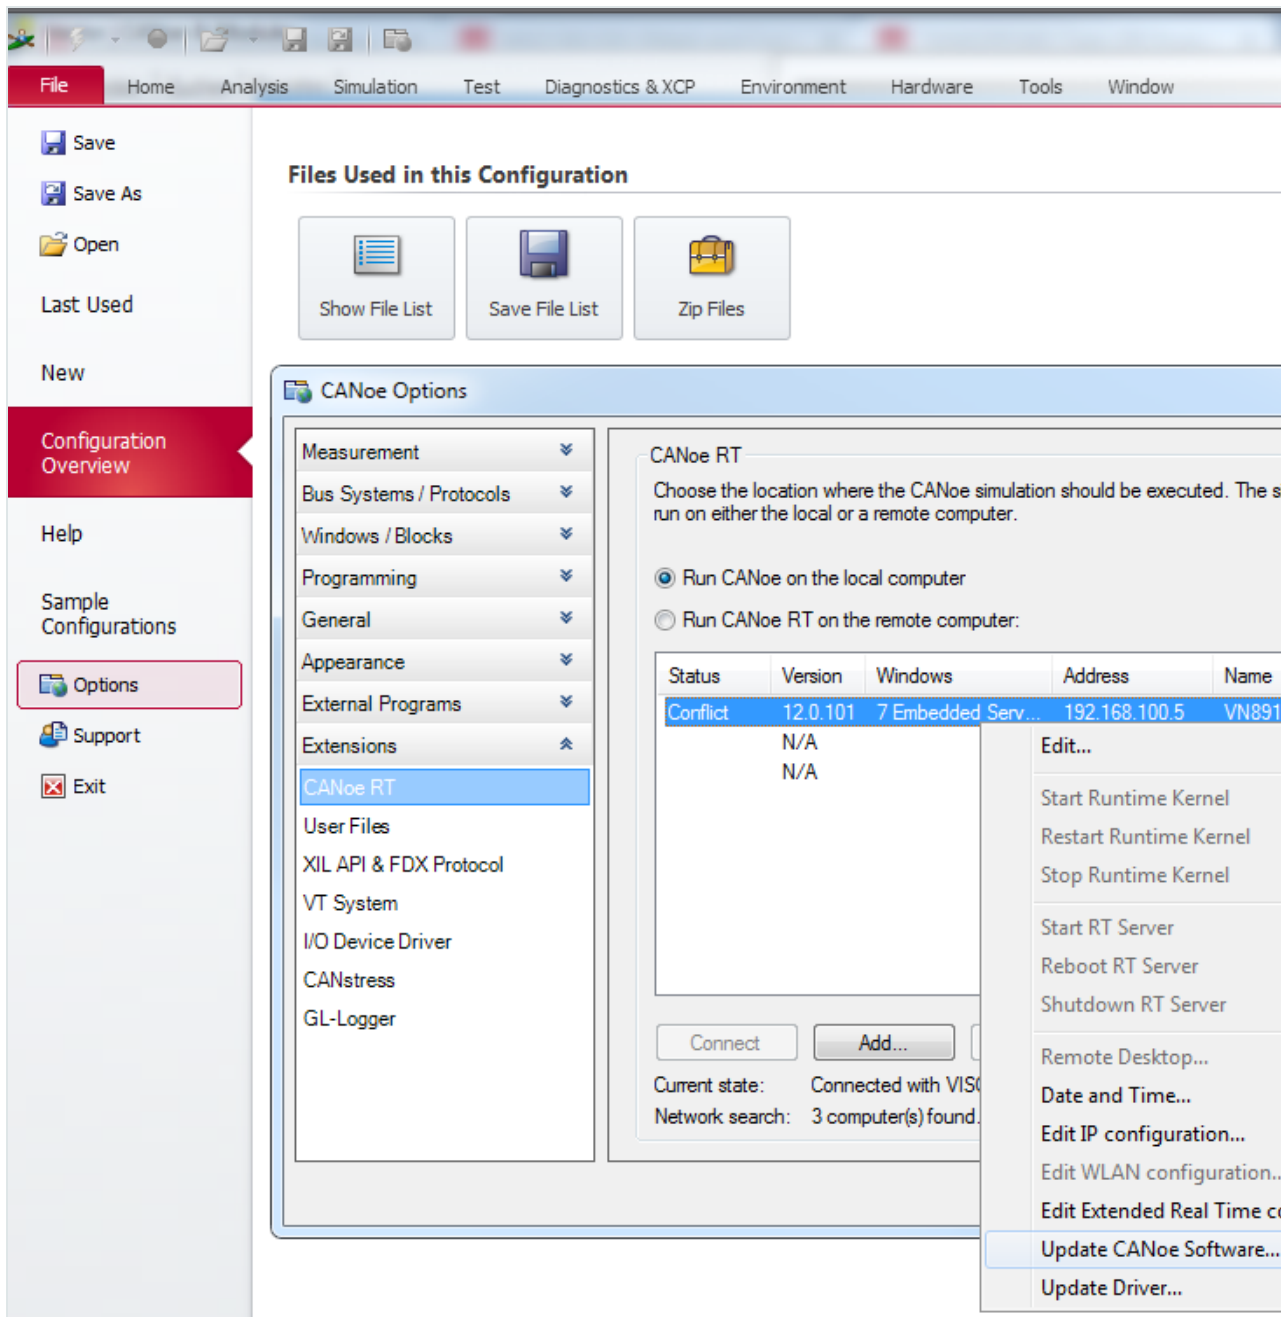 File Home Analysis Simulation Test Diagnostics & XCP Environment Hardware Tools Window
Save
Save As
Open
Last Used
New
Configuration
Overview
Help
Sample
Configurations
Options
Support
Exit
Files Used in this Configuration
Show File List Save File List Zip Files
CANoe Options
Measurement
Bus Systems / Protocols
Windows / Blocks
Programming
General
Appearance
External Programs
Extensions
CANoe RT
User Files
XIL API & FDX Protocol
VT System
I/O Device Driver
CANstress
GL-Logger
CANoe RT
Choose the location where the CANoe simulation should be executed. The s
run on either the local or a remote computer.
Run CANoe on the local computer
Run CANoe RT on the remote computer:
Status Version Windows Address Name
Conflict 12.0.101 7 Embedded Serv... 192.168.100.5 VN891
N/A
N/A
Connect Add...
Current state: Connected with VISC
Network search: 3 computer(s) found.
Edit...
Start Runtime Kernel
Restart Runtime Kernel
Stop Runtime Kernel
Start RT Server
Reboot RT Server
Shutdown RT Server
Remote Desktop...
Date and Time...
Edit IP configuration...
Edit WLAN configuration..
Edit Extended Real Time co
Update CANoe Software...
Update Driver...